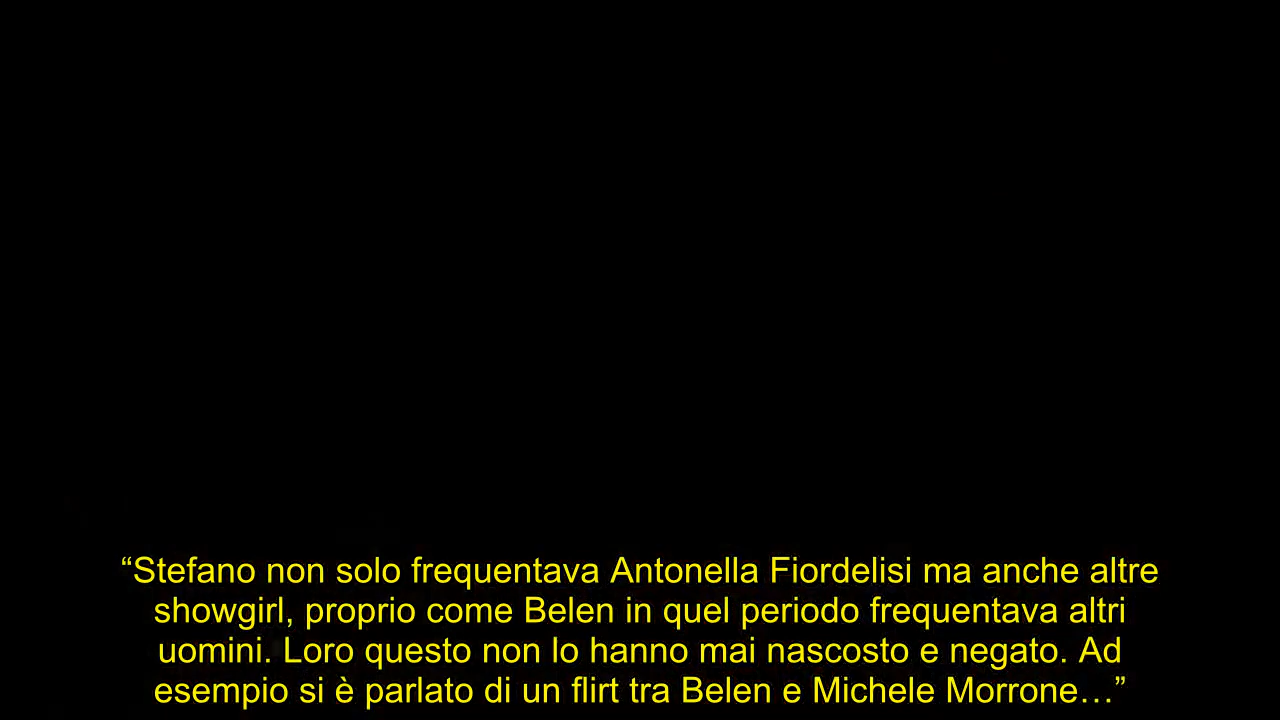 “Stefano non solo frequentava Antonella Fiordelisi ma anche altre
showgirl, proprio come Belen in quel periodo frequentava altri
uomini. Loro questo non lo hanno mai nascosto e negato. Ad
esempio si è parlato di un flirt tra Belen e Michele Morrone…”